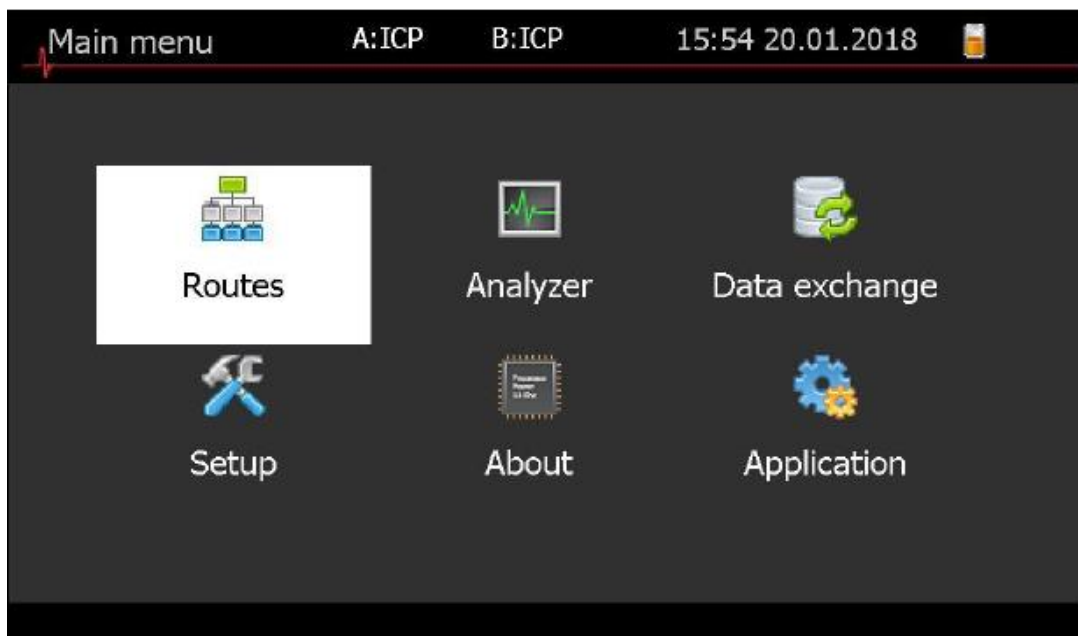 Main menu A:ICP B:ICP 15:54 20.01.2018
Routes Analyzer Data exchange
Setup About Application